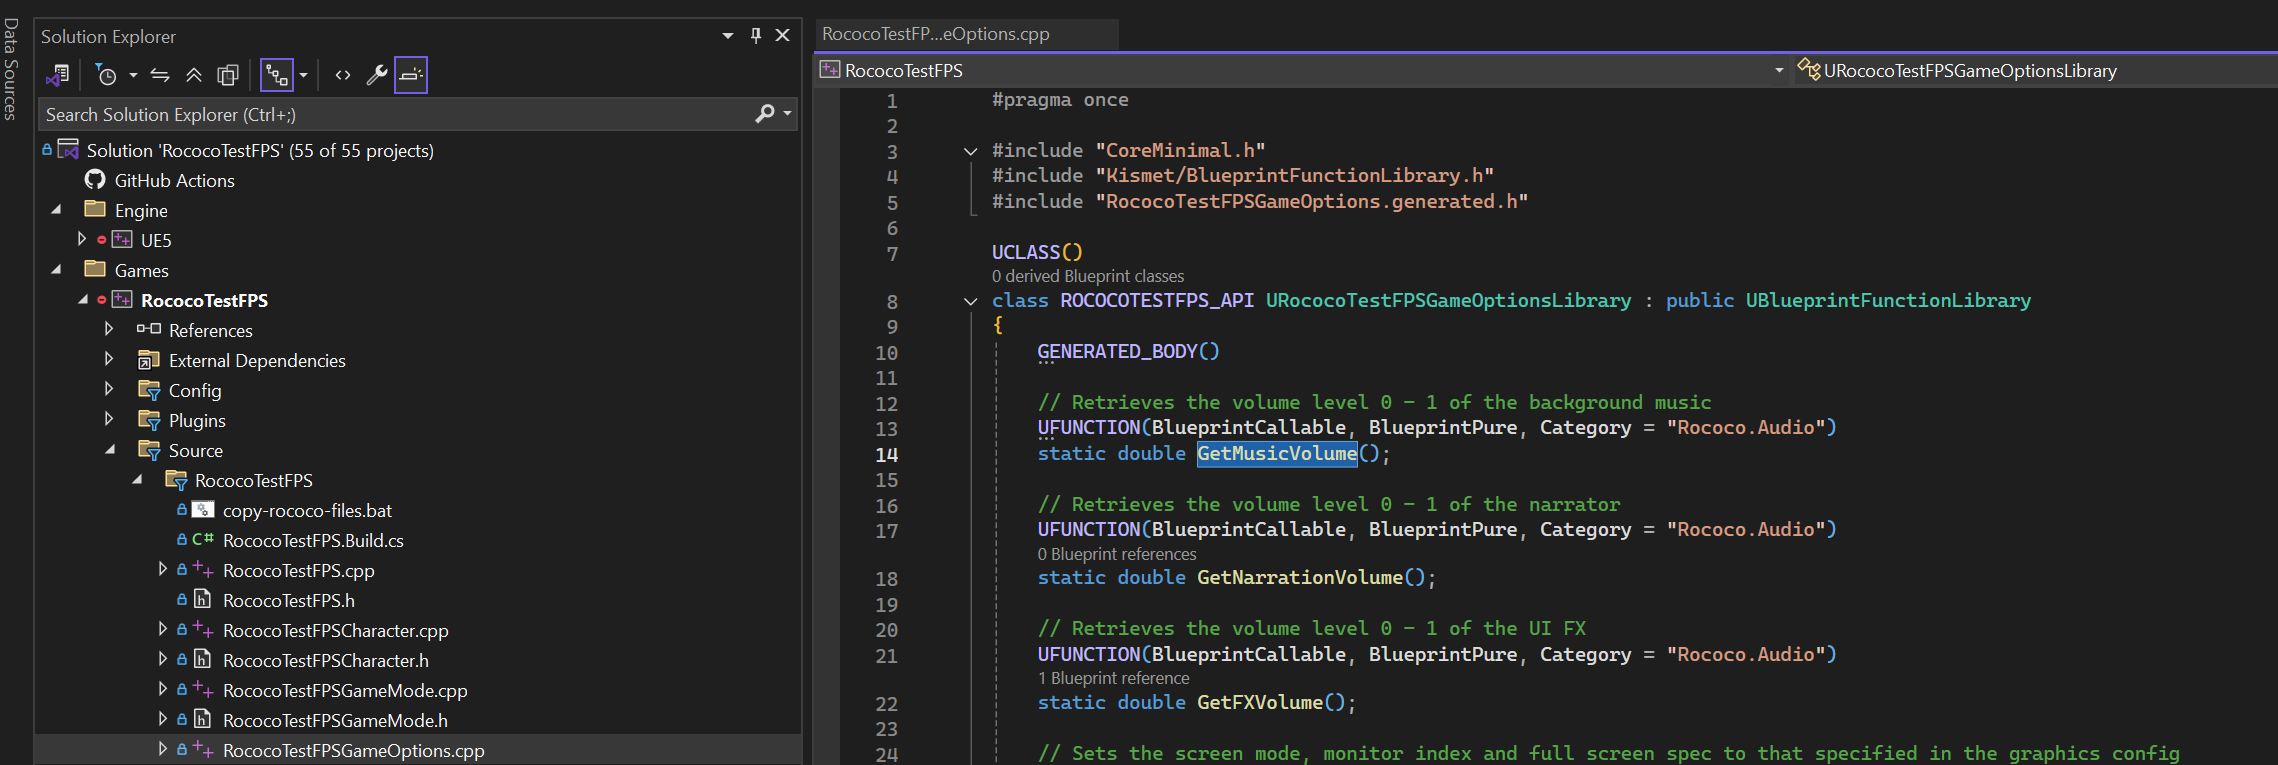 Data Sources
Solution Explorer
Search Solution Explorer (Ctrl+;)
Solution 'RococoTestFPS' (55 of 55 projects)
GitHub Actions
Engine
UE5
Games
RococoTestFPS
References
External Dependencies
Config
Plugins
Source
RococoTestFPS
copy-rococo-files.bat
C# RococoTestFPS.Build.cs
RococoTestFPS.cpp
RococoTestFPS.h
RococoTestFPSCharacter.cpp
RococoTestFPSCharacter.h
RococoTestFPSGameMode.cpp
RococoTestFPSGameMode.h
RococoTestFPSGameOptions.cpp
RococoTestFP...eOptions.cpp
RococoTestFPS URococoTestFPSGameOptionsLibrary
1 #pragma once
2
3 #include "CoreMinimal.h"
4 #include "Kismet/BlueprintFunctionLibrary.h"
5 #include "RococoTestFPSGameOptions.generated.h"
6
7 UCLASS()
0 derived Blueprint classes
8 class ROCOCOTESTFPS_API URococoTestFPSGameOptionsLibrary : public UBlueprintFunctionLibrary
9 {
10 GENERATED_BODY()
11
12 // Retrieves the volume level 0 - 1 of the background music
13 UFUNCTION(BlueprintCallable, BlueprintPure, Category = "Rococo.Audio")
14 static double GetMusicVolume();
15
16 // Retrieves the volume level 0 - 1 of the narrator
17 UFUNCTION(BlueprintCallable, BlueprintPure, Category = "Rococo.Audio")
0 Blueprint references
18 static double GetNarrationVolume();
19
20 // Retrieves the volume level 0 - 1 of the UI FX
21 UFUNCTION(BlueprintCallable, BlueprintPure, Category = "Rococo.Audio")
1 Blueprint reference
22 static double GetFXVolume();
23
24 // Sets the screen mode, monitor index and full screen spec to that specified in the graphics config